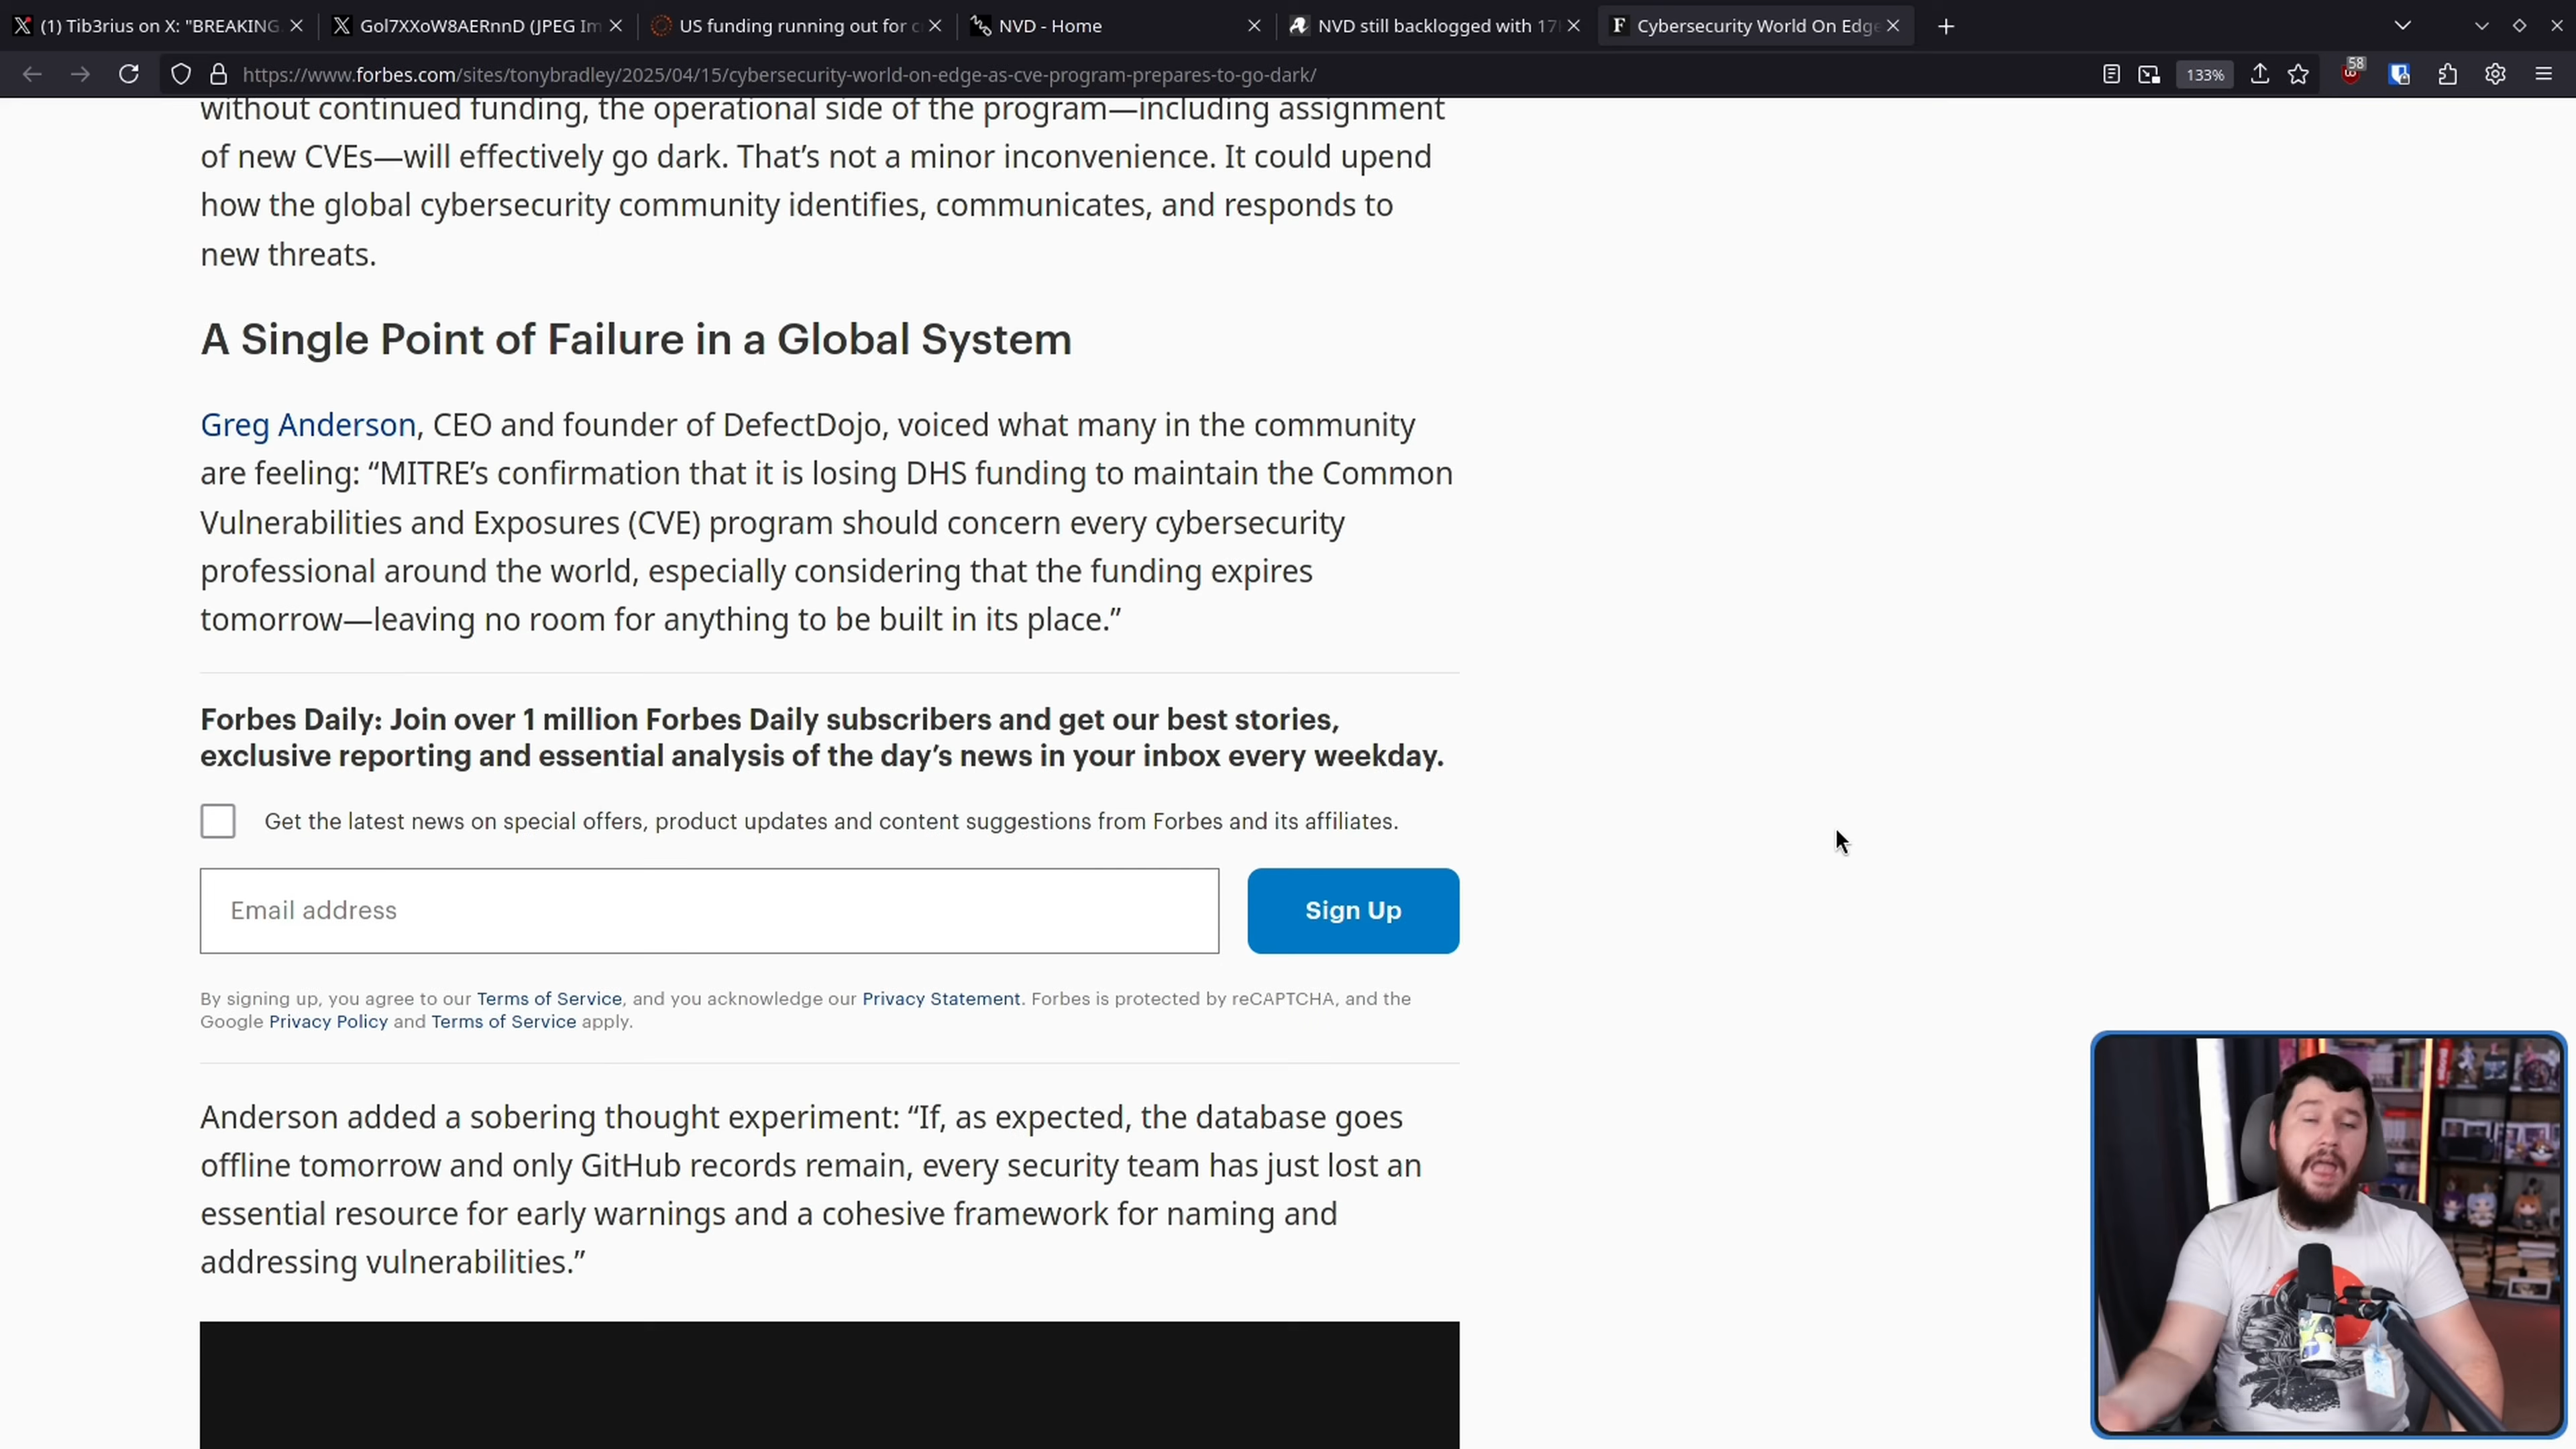 (1) Tib3rius on X: "BREAKING
Gol7XXoW8AERnnD (JPEG Im
US funding running out for c
NVD - Home
NVD still backlogged with 17
Cybersecurity World On Edge
https://www.forbes.com/sites/tonybradley/2025/04/15/cybersecurity-world-on-edge-as-cve-program-prepares-to-go-dark/
133%
58
without continued funding, the operational side of the program—including assignment
of new CVEs—will effectively go dark. That’s not a minor inconvenience. It could upend
how the global cybersecurity community identifies, communicates, and responds to
new threats.
A Single Point of Failure in a Global System
Greg Anderson, CEO and founder of DefectDojo, voiced what many in the community
are feeling: “MITRE’s confirmation that it is losing DHS funding to maintain the Common
Vulnerabilities and Exposures (CVE) program should concern every cybersecurity
professional around the world, especially considering that the funding expires
tomorrow—leaving no room for anything to be built in its place.”
Forbes Daily: Join over 1 million Forbes Daily subscribers and get our best stories,
exclusive reporting and essential analysis of the day’s news in your inbox every weekday.
Get the latest news on special offers, product updates and content suggestions from Forbes and its affiliates.
Email address
Sign Up
By signing up, you agree to our Terms of Service, and you acknowledge our Privacy Statement. Forbes is protected by reCAPTCHA, and the
Google Privacy Policy and Terms of Service apply.
Anderson added a sobering thought experiment: “If, as expected, the database goes
offline tomorrow and only GitHub records remain, every security team has just lost an
essential resource for early warnings and a cohesive framework for naming and
addressing vulnerabilities.”